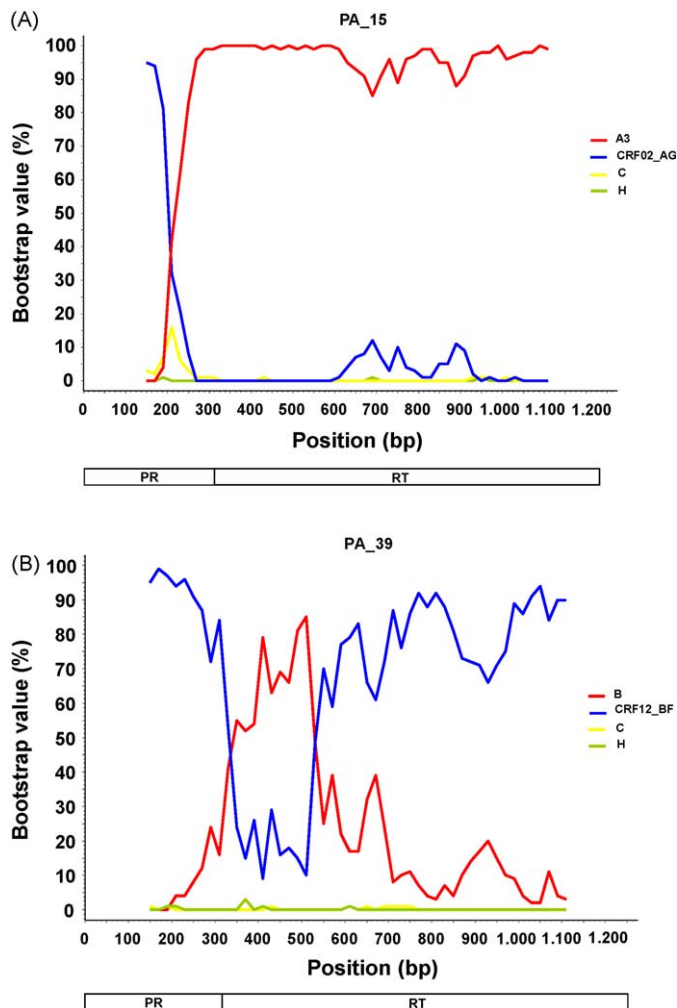 (A)
PA_15
Bootstrap value (%)
100
90
80
70
60
50
40
30
20
10
0
0 100 200 300 400 500 600 700 800 900 1.000 1.100 1.200
Position (bp)
A3
CRF02_AG
C
H
PR RT
(B)
PA_39
Bootstrap value (%)
100
90
80
70
60
50
40
30
20
10
0
0 100 200 300 400 500 600 700 800 900 1.000 1.100 1.200
Position (bp)
B
CRF12_BF
C
H
PR RT